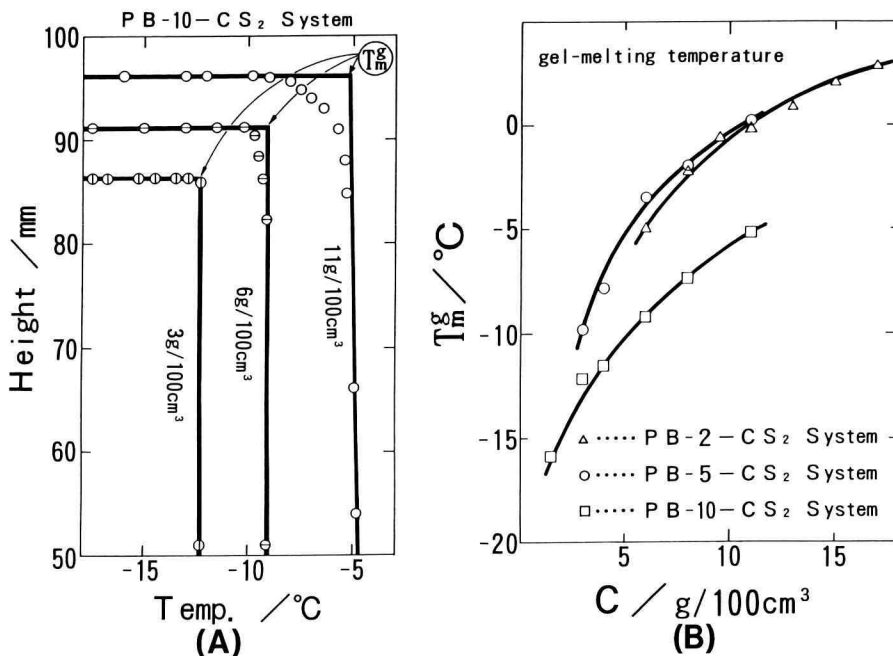 PB-10-CS₂ System
100
90
80
70
60
50
Height /mm
-15
-10
-5
Temp. /°C
Tᵍₘ
3g/100cm³
6g/100cm³
11g/100cm³
(A)
gel-melting temperature
0
-5
-10
-15
-20
Tᵍₘ/°C
5
10
15
C / g/100cm³
△ ····· PB-2-CS₂ System
○ ····· PB-5-CS₂ System
□ ····· PB-10-CS₂ System
(B)